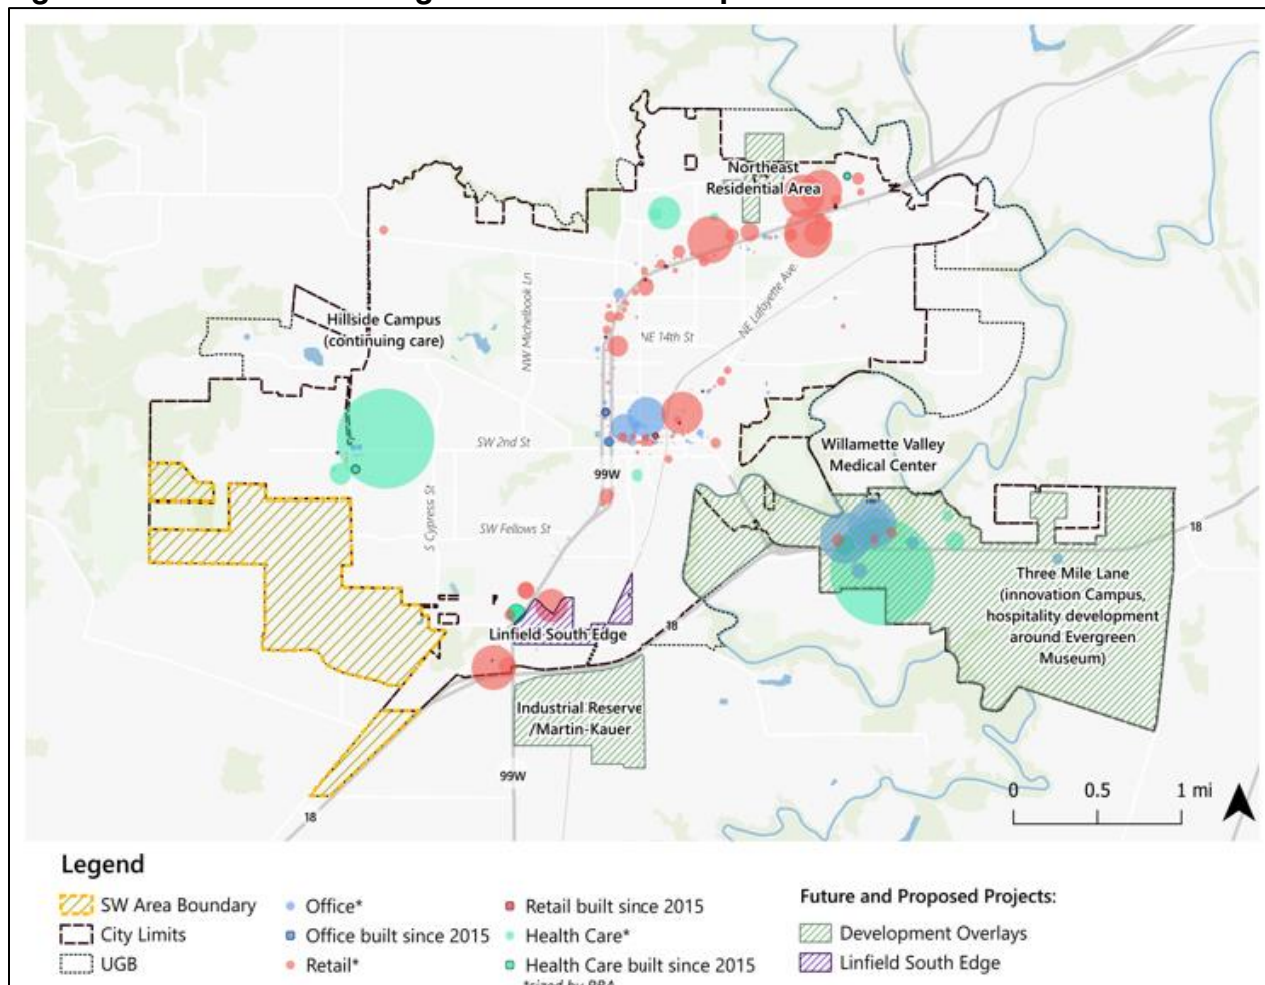 Northeast
Residential Area
Hillside Campus
(continuing care)
NW Michelbook Ln
NE 14th St
NE Lafayette Ave.
SW 2nd St
99W
Willamette Valley
Medical Center
S Cypress St
SW Fellows St
18
Three Mile Lane
(innovation Campus,
hospitality development
around Evergreen
Museum)
18
Linfield South Edge
Industrial Reserve
/Martin-Kauer
99W
18
0 0.5 1 mi
Legend
SW Area Boundary
City Limits
UGB
Office*
Office built since 2015
Retail*
Retail built since 2015
Health Care*
Health Care built since 2015
Future and Proposed Projects:
Development Overlays
Linfield South Edge